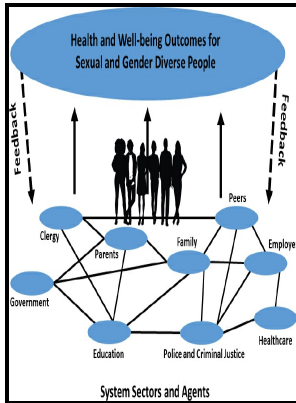 Health and Well-being Outcomes for
Sexual and Gender Diverse People
Feedback
Feedback
Peers
Clergy
Parents
Family
Employe
Government
Education
Police and Criminal Justice
Healthcare
System Sectors and Agents